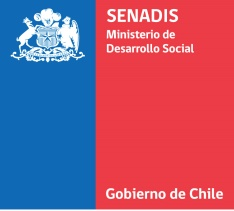 SENADIS
Ministerio de
Desarrollo Social
Gobierno de Chile